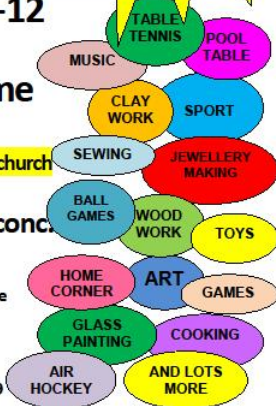 -12
TABLE
TENNIS
POOL
TABLE
MUSIC
me
CLAY
WORK
SPORT
church
SEWING
JEWELLERY
MAKING
BALL
GAMES
conc.
WOOD
WORK
TOYS
HOME
CORNER
ART
GAMES
e
GLASS
PAINTING
COOKING
AIR
HOCKEY
AND LOTS
MORE